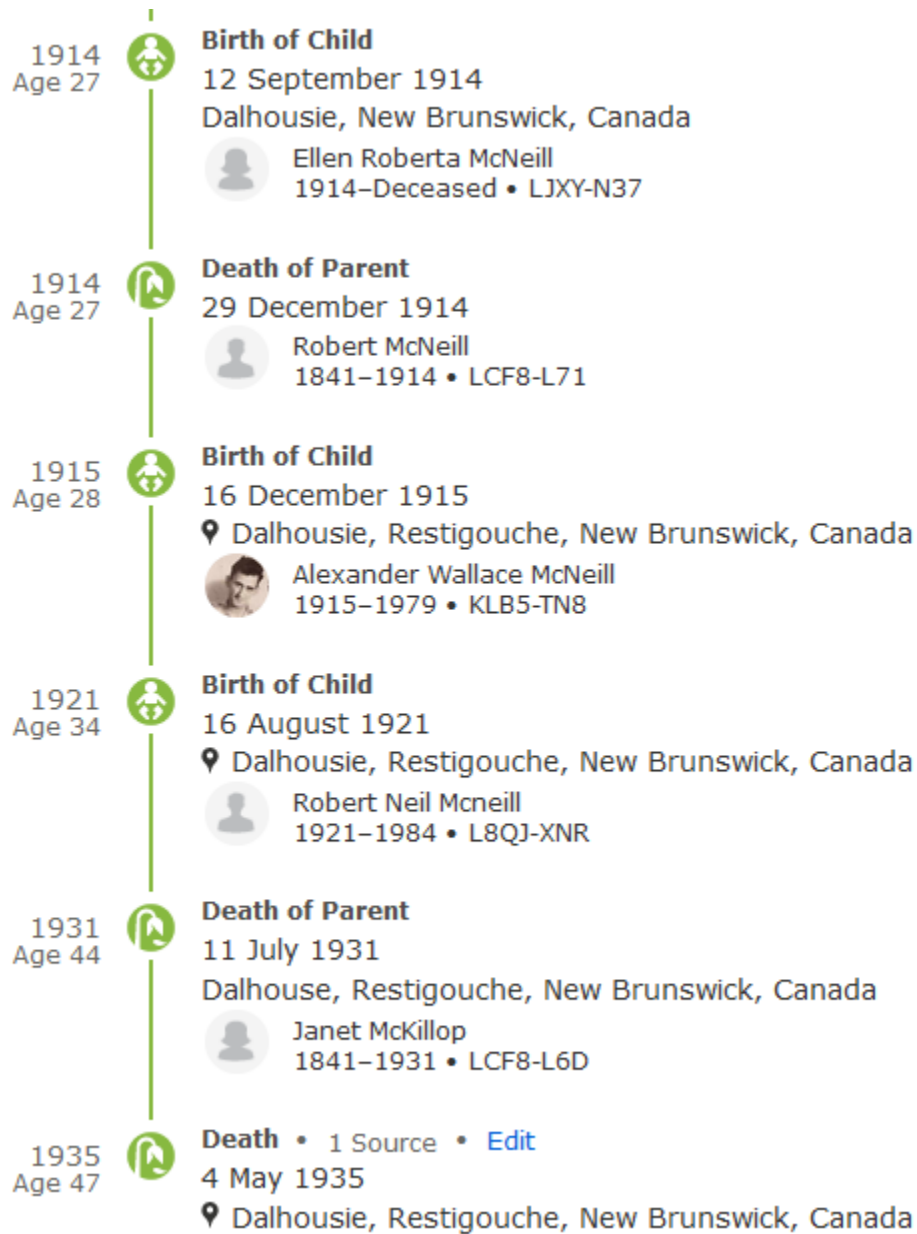 1914
Age 27
Birth of Child
12 September 1914
Dalhousie, New Brunswick, Canada
Ellen Roberta McNeill
1914–Deceased • LJXY-N37
1914
Age 27
Death of Parent
29 December 1914
Robert McNeill
1841–1914 • LCF8-L71
1915
Age 28
Birth of Child
16 December 1915
Dalhousie, Restigouche, New Brunswick, Canada
Alexander Wallace McNeill
1915–1979 • KLB5-TN8
1921
Age 34
Birth of Child
16 August 1921
Dalhousie, Restigouche, New Brunswick, Canada
Robert Neil Mcneill
1921–1984 • L8QJ-XNR
1931
Age 44
Death of Parent
11 July 1931
Dalhouse, Restigouche, New Brunswick, Canada
Janet McKillop
1841–1931 • LCF8-L6D
1935
Age 47
Death • 1 Source • Edit
4 May 1935
Dalhousie, Restigouche, New Brunswick, Canada